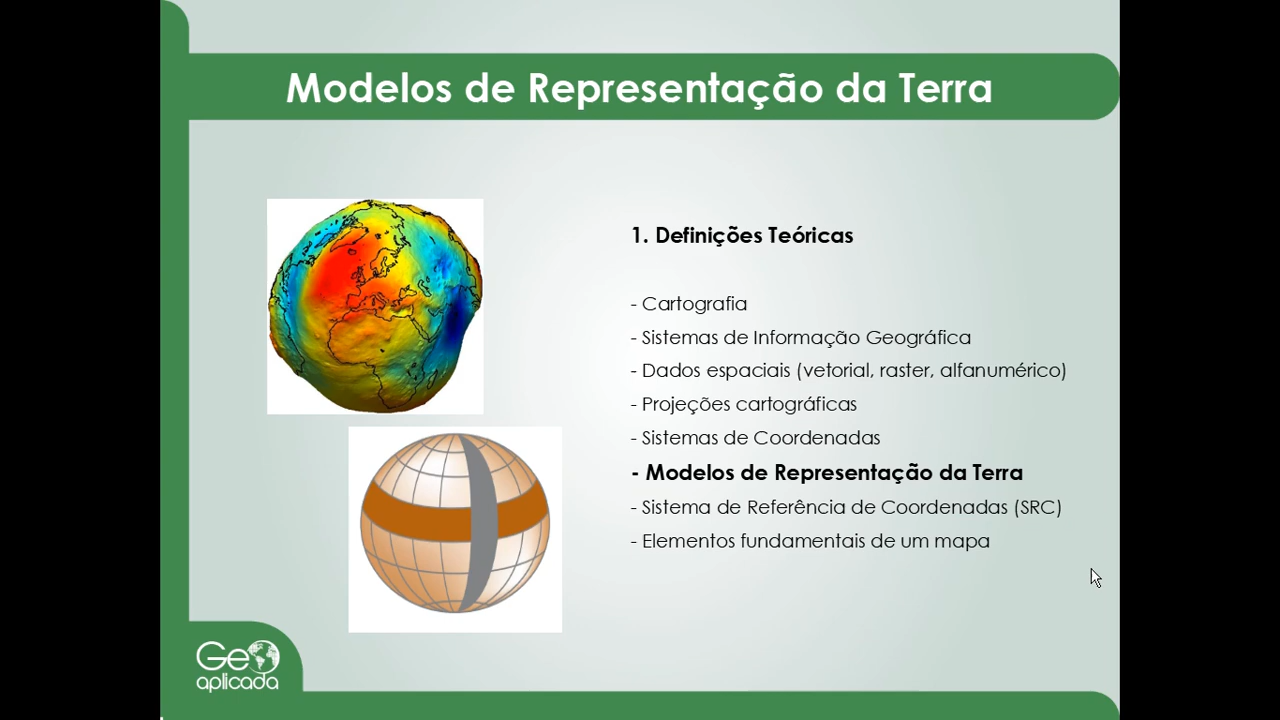 Modelos de Representação da Terra
1. Definições Teóricas
- Cartografia
- Sistemas de Informação Geográfica
- Dados espaciais (vetorial, raster, alfanumérico)
- Projeções cartográficas
- Sistemas de Coordenadas
- Modelos de Representação da Terra
- Sistema de Referência de Coordenadas (SRC)
- Elementos fundamentais de um mapa
Geo
aplicada